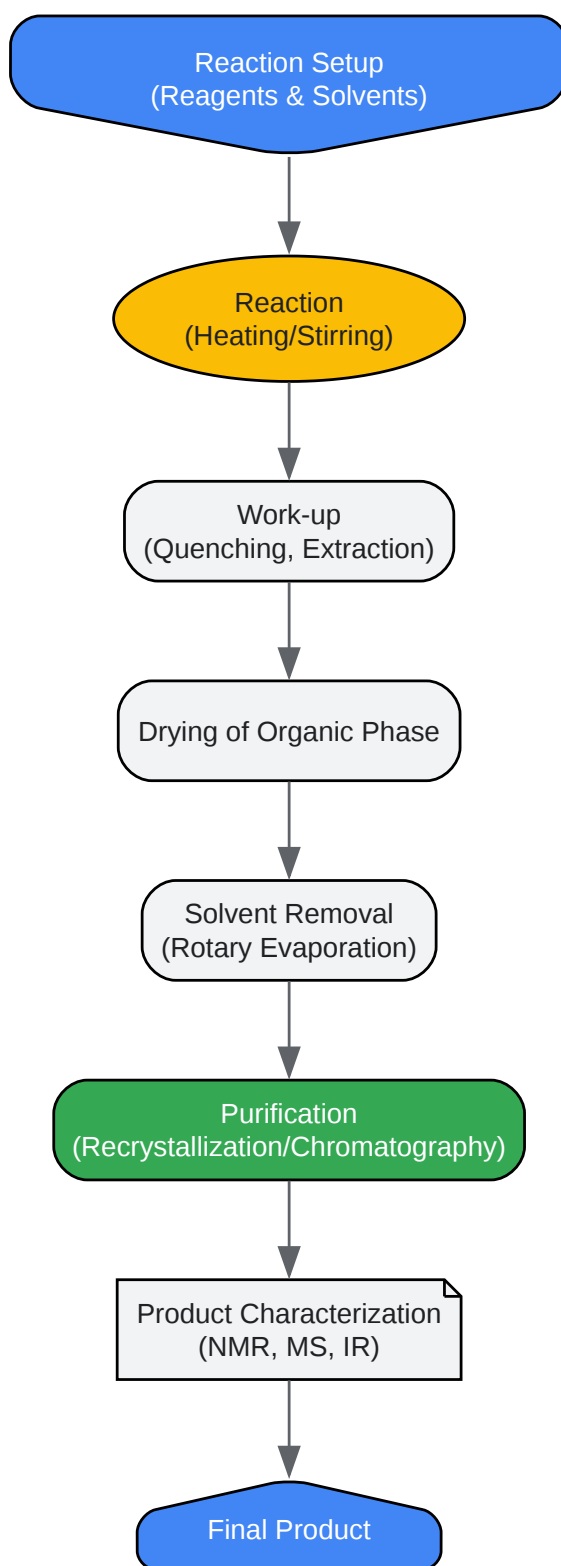 Reaction Setup
(Reagents & Solvents)
Reaction
(Heating/Stirring)
Work-up
(Quenching, Extraction)
Drying of Organic Phase
Solvent Removal
(Rotary Evaporation)
Purification
(Recrystallization/Chromatography)
Product Characterization
(NMR, MS, IR)
Final Product